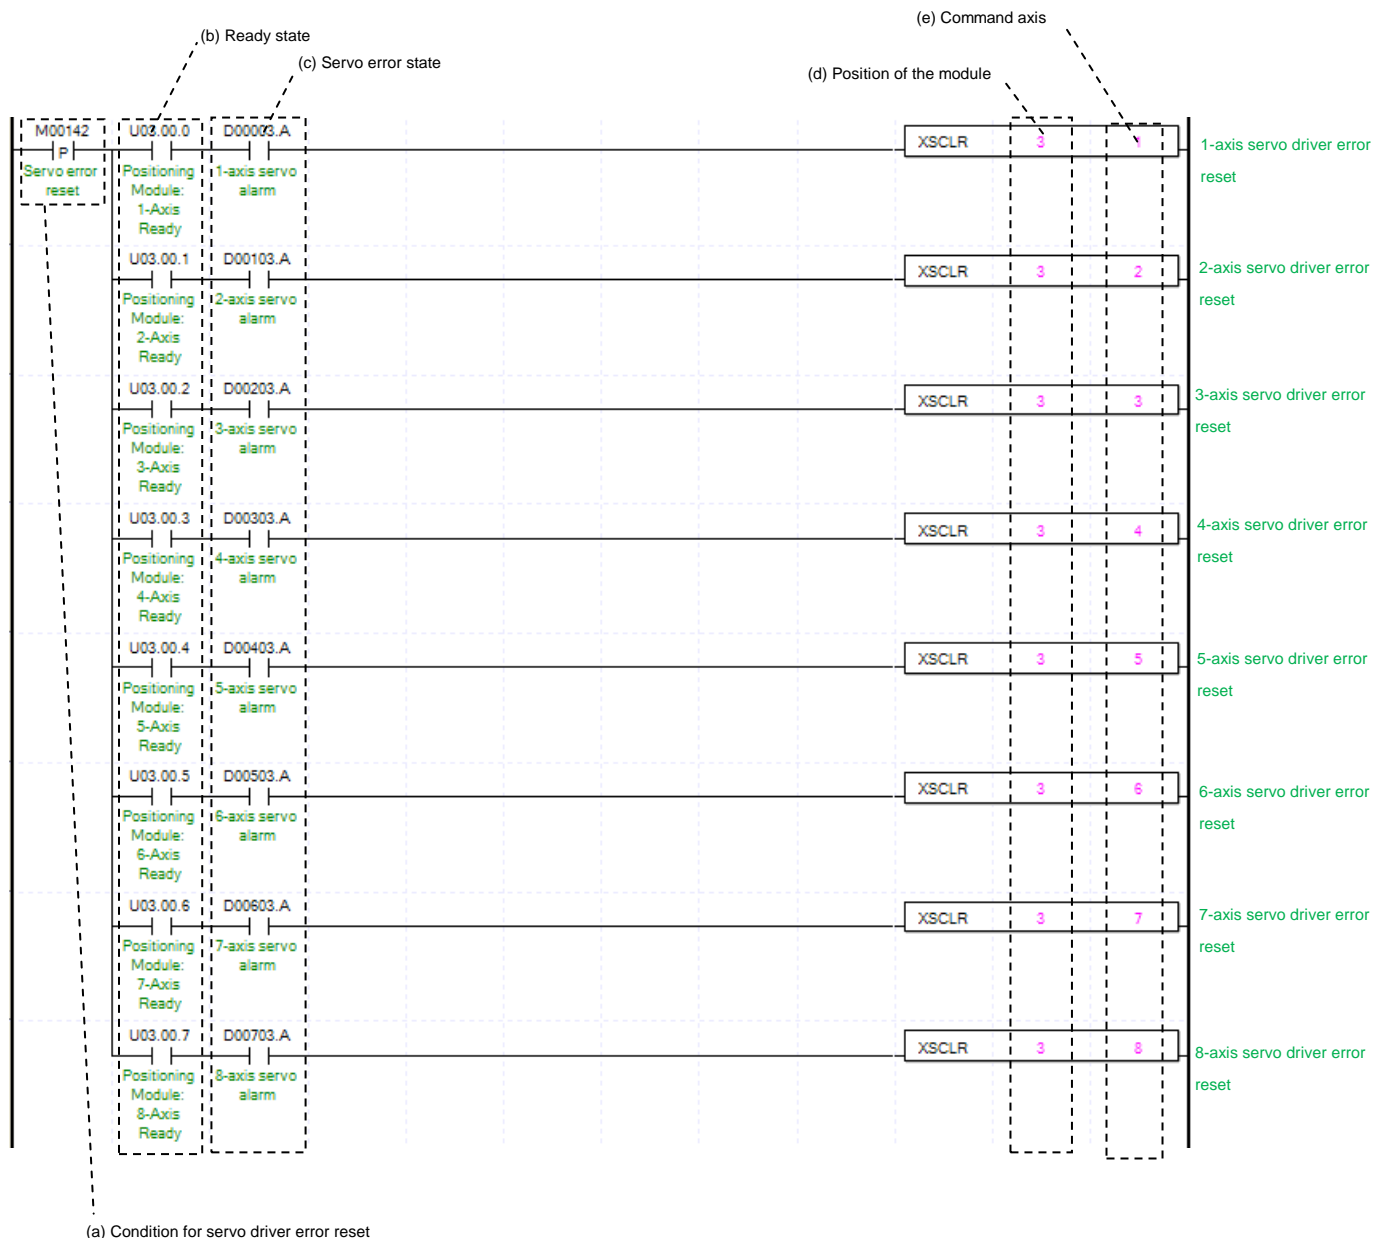 (e) Command axis
(b) Ready state
(c) Servo error state
(d) Position of the module
M00142
P
Servo error
reset
U03.00.0
D00003.A
XSCLR 3 1
1-axis servo driver error
reset
Positioning
Module:
1-Axis
Ready
1-axis servo
alarm
U03.00.1
D00103.A
XSCLR 3 2
2-axis servo driver error
reset
Positioning
Module:
2-Axis
Ready
2-axis servo
alarm
U03.00.2
D00203.A
XSCLR 3 3
3-axis servo driver error
reset
Positioning
Module:
3-Axis
Ready
3-axis servo
alarm
U03.00.3
D00303.A
XSCLR 3 4
4-axis servo driver error
reset
Positioning
Module:
4-Axis
Ready
4-axis servo
alarm
U03.00.4
D00403.A
XSCLR 3 5
5-axis servo driver error
reset
Positioning
Module:
5-Axis
Ready
5-axis servo
alarm
U03.00.5
D00503.A
XSCLR 3 6
6-axis servo driver error
reset
Positioning
Module:
6-Axis
Ready
6-axis servo
alarm
U03.00.6
D00603.A
XSCLR 3 7
7-axis servo driver error
reset
Positioning
Module:
7-Axis
Ready
7-axis servo
alarm
U03.00.7
D00703.A
XSCLR 3 8
8-axis servo driver error
reset
Positioning
Module:
8-Axis
Ready
8-axis servo
alarm
(a) Condition for servo driver error reset